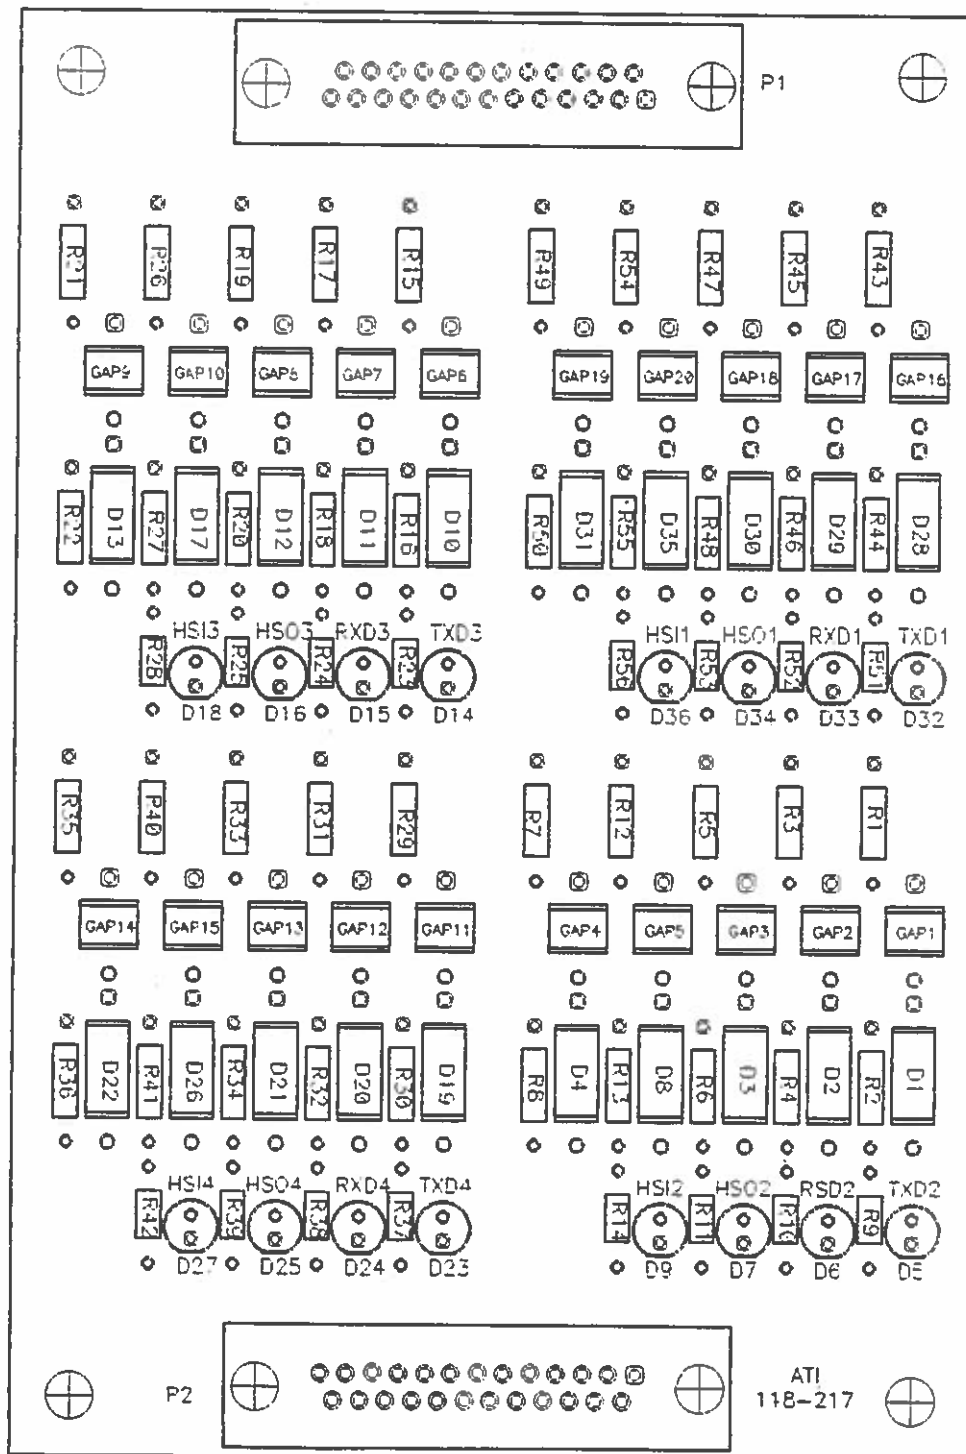 P1
R21 R26 R19 R17 R15 R49 R54 R47 R45 R43
GAP9 GAP10 GAP8 GAP7 GAP6 GAP19 GAP20 GAP18 GAP17 GAP16
R22 D13 R27 D17 R20 D12 R18 D11 R16 D10 R50 D31 R55 D35 R48 D30 R46 D29 R44 D28
HSI3 HSO3 RXD3 TXD3 HSI1 HSO1 RXD1 TXD1
R28 R25 R24 R23 R56 R53 R52 R51
D18 D16 D15 D14 D36 D34 D33 D32
R35 R40 R33 R31 R29 R7 R12 R5 R3 R1
GAP14 GAP15 GAP13 GAP12 GAP11 GAP4 GAP5 GAP3 GAP2 GAP1
R36 D22 R41 D26 R34 D21 R32 D20 R30 D19 R8 D4 R13 D8 R6 D3 R4 D2 R2 D1
HSI4 HSO4 RXD4 TXD4 HSI2 HSO2 RSD2 TXD2
R42 R39 R38 R37 R14 R11 R10 R9
D27 D25 D24 D23 D9 D7 D6 D5
P2
ATI
118-217